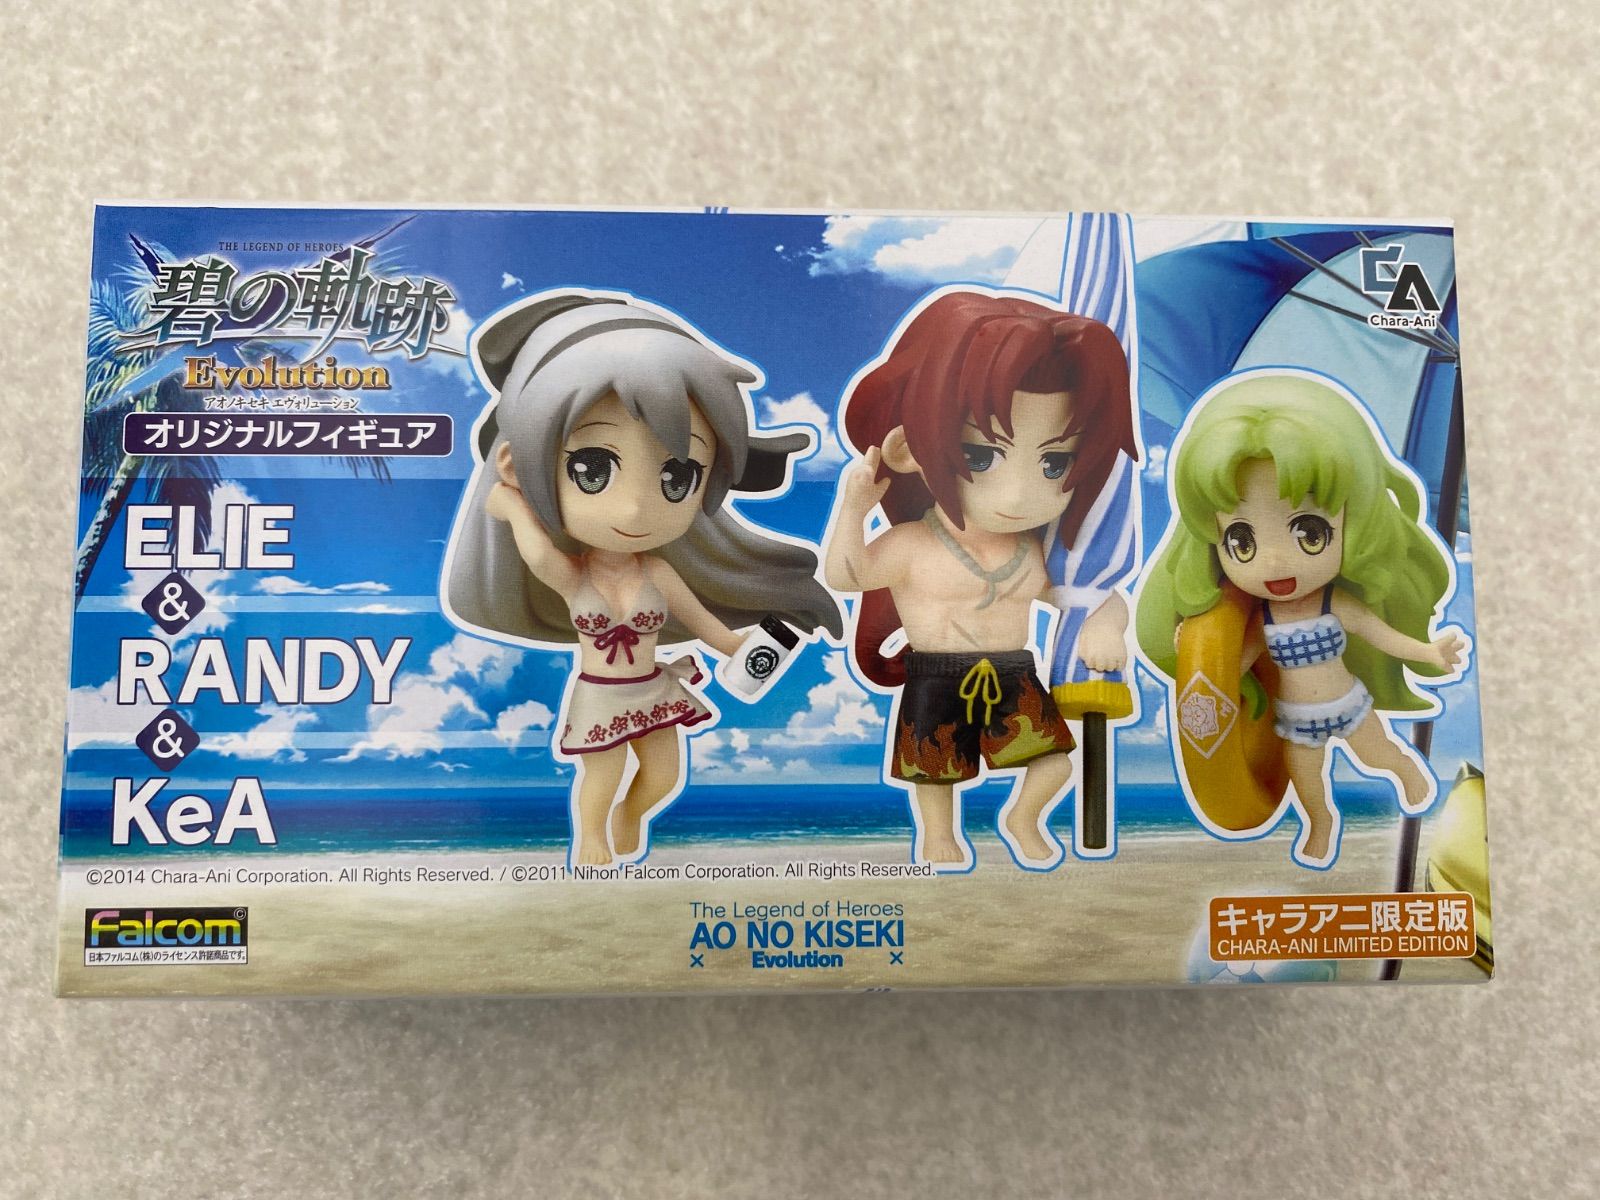 THE LEGEND OF HEROES
碧の軌跡
Evolution
アオノキセキ エヴォリューション
オリジナルフィギュア
ELIE
&
RANDY
&
KeA
CA
Chara-Ani
©2014 Chara-Ani Corporation. All Rights Reserved. / ©2011 Nihon Falcom Corporation. All Rights Reserved.
Falcom©
日本ファルコム(株)のライセンス許諾商品です。
The Legend of Heroes
AO NO KISEKI
× Evolution ×
キャラアニ限定版
CHARA-ANI LIMITED EDITION